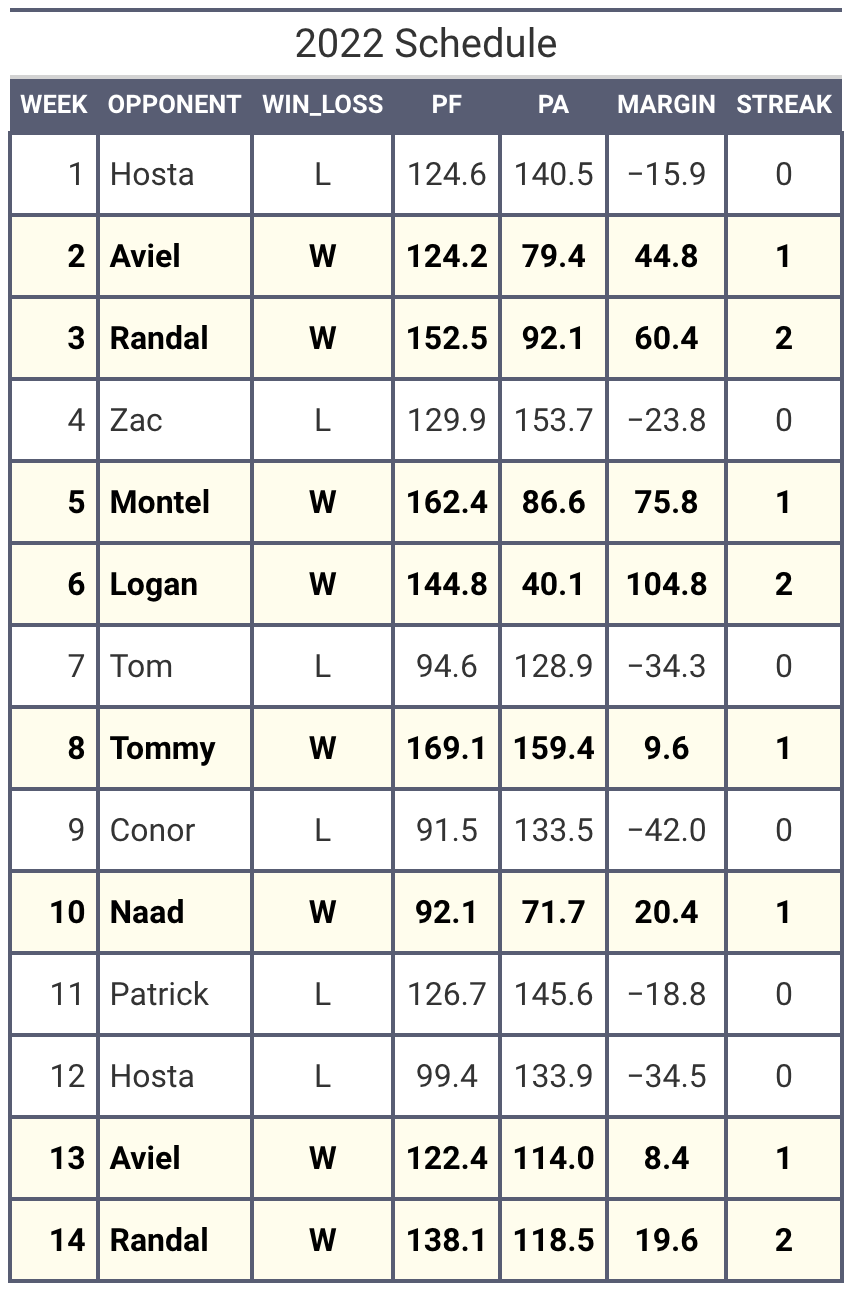 2022 Schedule
WEEK OPPONENT WIN_LOSS PF PA MARGIN STREAK
1 Hosta L 124.6 140.5 −15.9 0
2 Aviel W 124.2 79.4 44.8 1
3 Randal W 152.5 92.1 60.4 2
4 Zac L 129.9 153.7 −23.8 0
5 Montel W 162.4 86.6 75.8 1
6 Logan W 144.8 40.1 104.8 2
7 Tom L 94.6 128.9 −34.3 0
8 Tommy W 169.1 159.4 9.6 1
9 Conor L 91.5 133.5 −42.0 0
10 Naad W 92.1 71.7 20.4 1
11 Patrick L 126.7 145.6 −18.8 0
12 Hosta L 99.4 133.9 −34.5 0
13 Aviel W 122.4 114.0 8.4 1
14 Randal W 138.1 118.5 19.6 2